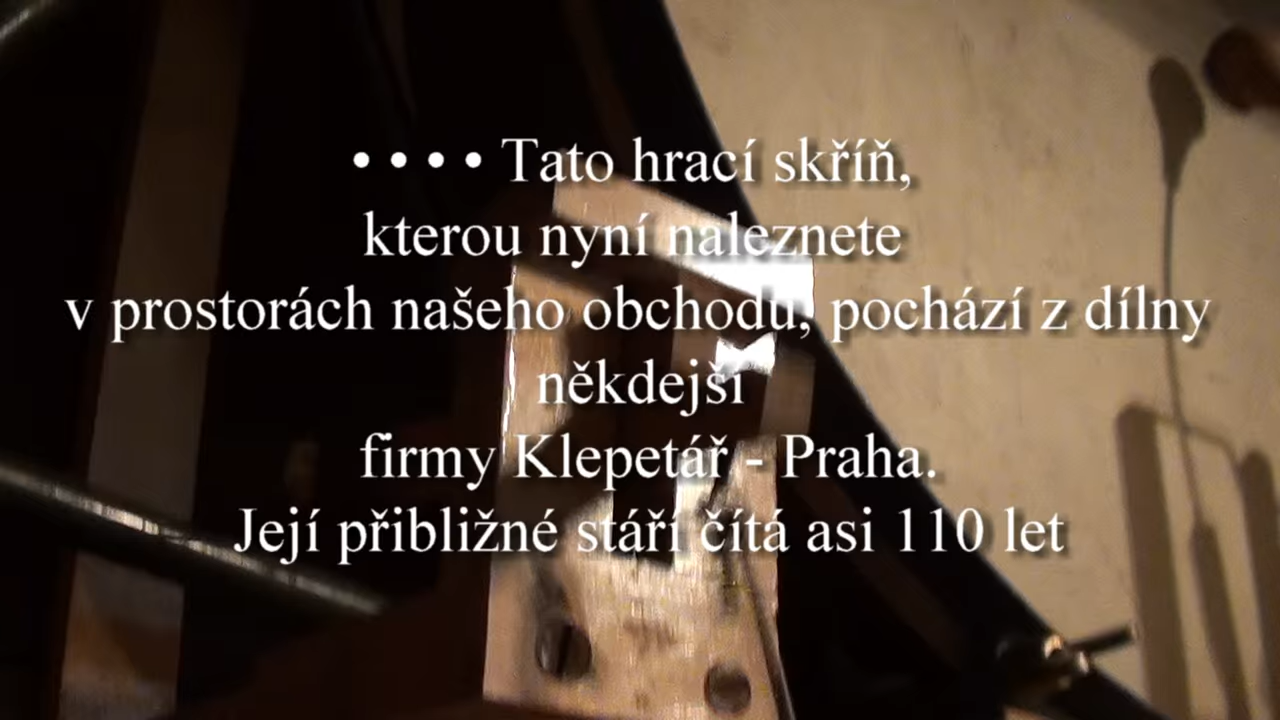 • • • • Tato hrací skříň,
kterou nyní naleznete
v prostorách našeho obchodu, pochází z dílny
někdejší
firmy Klepetář - Praha.
Její přibližné stáří čítá asi 110 let